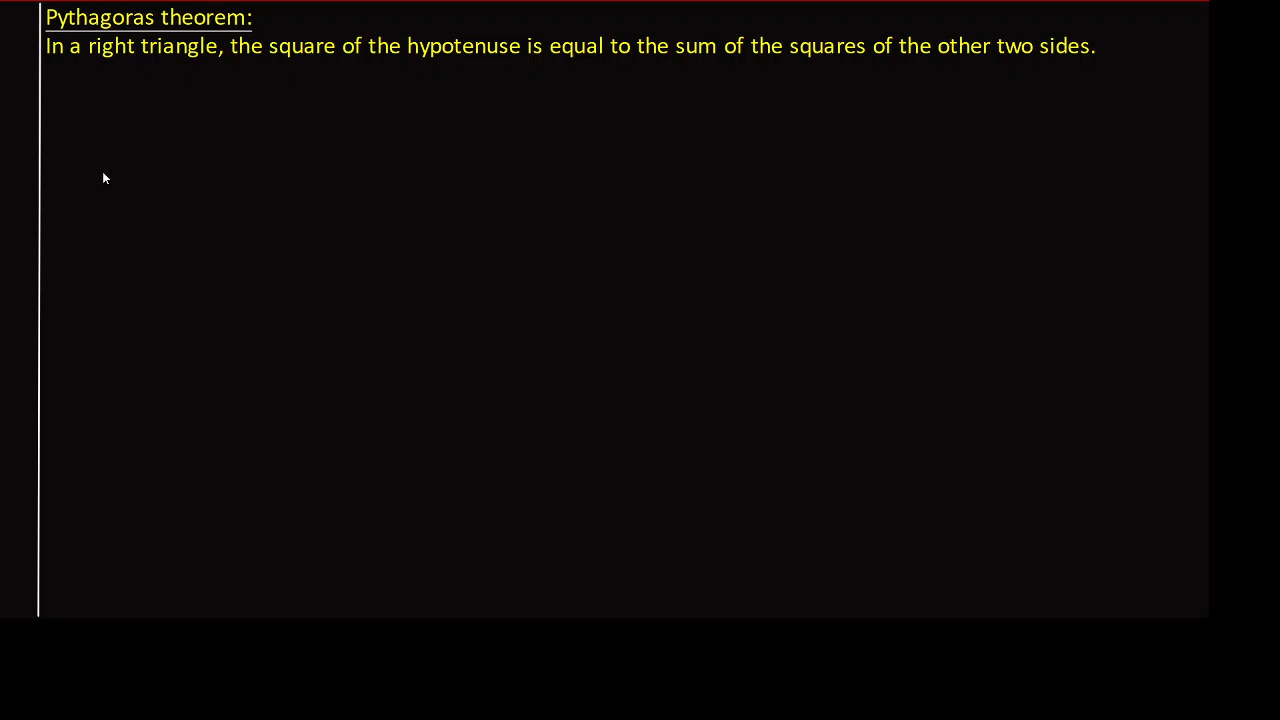 Pythagoras theorem:
In a right triangle, the square of the hypotenuse is equal to the sum of the squares of the other two sides.